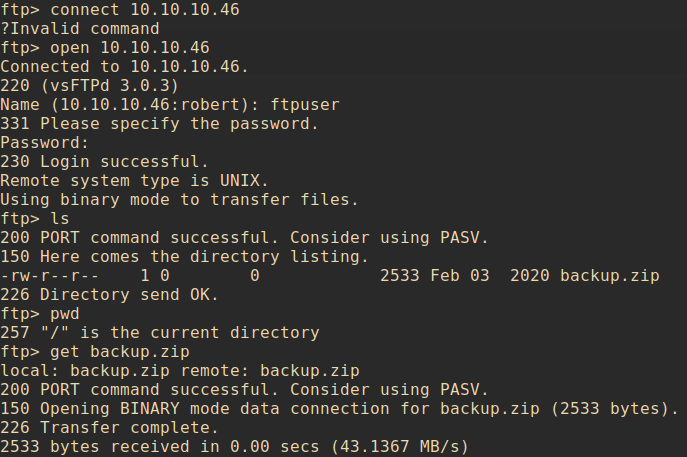 ftp> connect 10.10.10.46
?Invalid command
ftp> open 10.10.10.46
Connected to 10.10.10.46.
220 (vsFTPd 3.0.3)
Name (10.10.10.46:robert): ftpuser
331 Please specify the password.
Password:
230 Login successful.
Remote system type is UNIX.
Using binary mode to transfer files.
ftp> ls
200 PORT command successful. Consider using PASV.
150 Here comes the directory listing.
-rw-r--r--    1 0        0            2533 Feb 03  2020 backup.zip
226 Directory send OK.
ftp> pwd
257 "/" is the current directory
ftp> get backup.zip
local: backup.zip remote: backup.zip
200 PORT command successful. Consider using PASV.
150 Opening BINARY mode data connection for backup.zip (2533 bytes).
226 Transfer complete.
2533 bytes received in 0.00 secs (43.1367 MB/s)